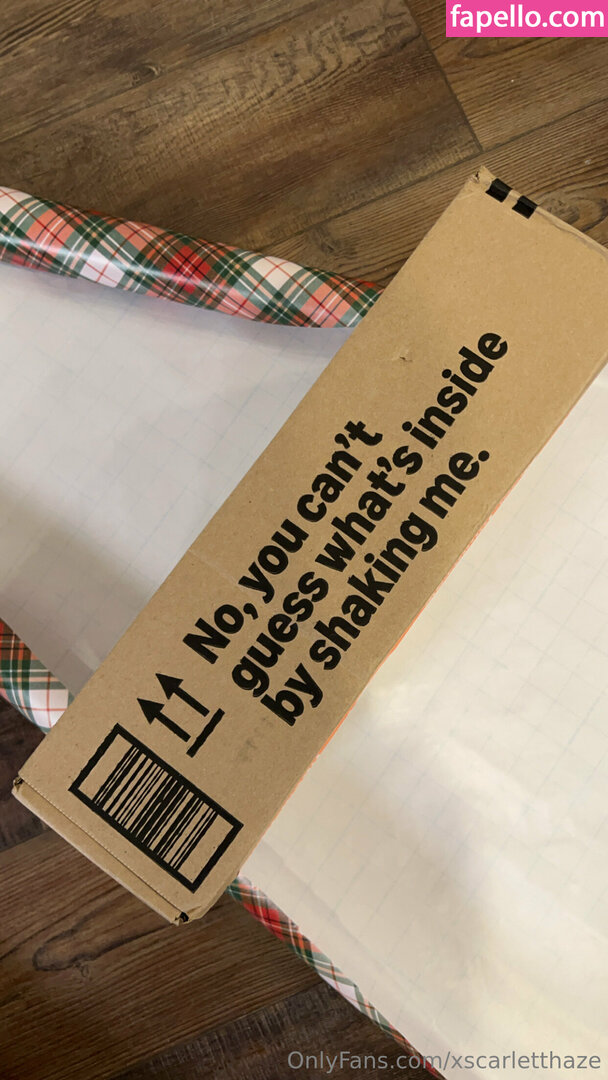 fapello.com
No, you can't
guess what's inside
by shaking me.
OnlyFans.com/xscarletthaze